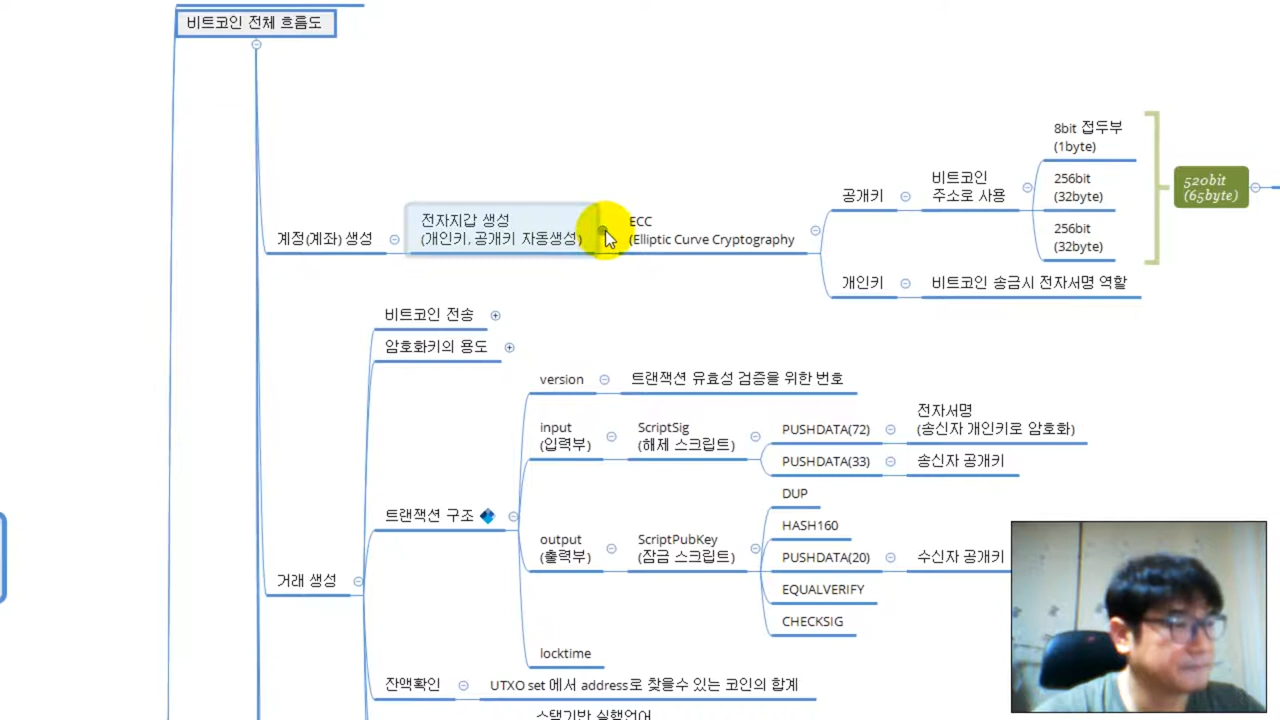 비트코인 전체 흐름도
계정(계좌) 생성
전자지갑 생성
(개인키, 공개키 자동생성)
ECC
(Elliptic Curve Cryptography
공개키
비트코인
주소로 사용
8bit 접두부
(1byte)
256bit
(32byte)
256bit
(32byte)
520bit
(65byte)
개인키
비트코인 송금시 전자서명 역할
거래 생성
비트코인 전송
암호화키의 용도
트랜잭션 구조
version
트랜잭션 유효성 검증을 위한 번호
input
(입력부)
ScriptSig
(해제 스크립트)
PUSHDATA(72)
전자서명
(송신자 개인키로 암호화)
PUSHDATA(33)
송신자 공개키
output
(출력부)
ScriptPubKey
(잠금 스크립트)
DUP
HASH160
PUSHDATA(20)
수신자 공개키
EQUALVERIFY
CHECKSIG
locktime
잔액확인
UTXO set 에서 address로 찾을수 있는 코인의 합계
스택기반 실행언어